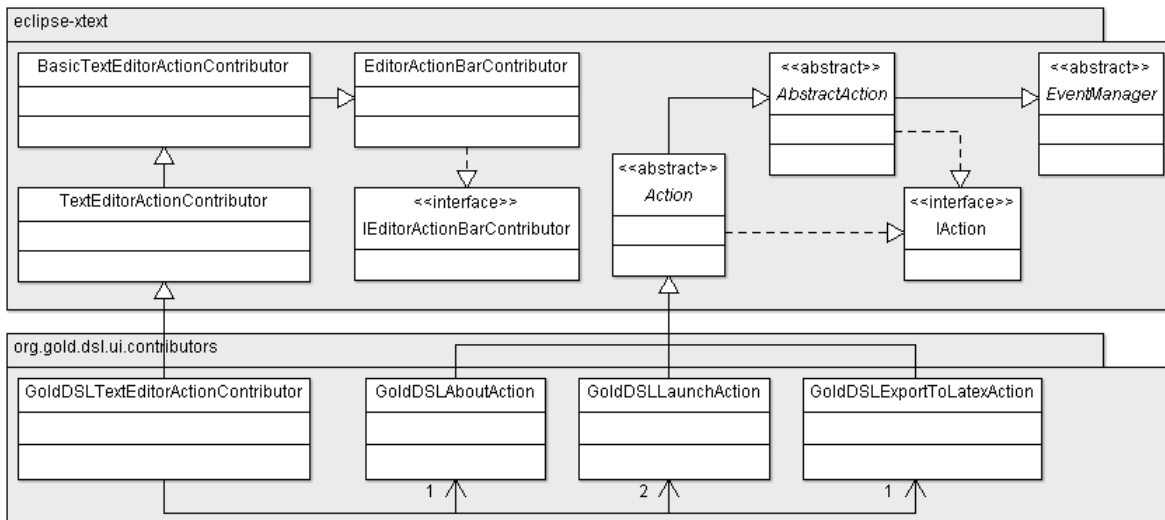 eclipse-xtext
BasicTextEditorActionContributor
EditorActionBarContributor
<<abstract>>
AbstractAction
<<abstract>>
EventManager
TextEditorActionContributor
<<interface>>
IEditorActionBarContributor
<<abstract>>
Action
<<interface>>
IAction
org.gold.dsl.ui.contributors
GoldDSLTextEditorActionContributor
GoldDSLAboutAction
GoldDSLLaunchAction
GoldDSLExportToLatexAction
1
2
1